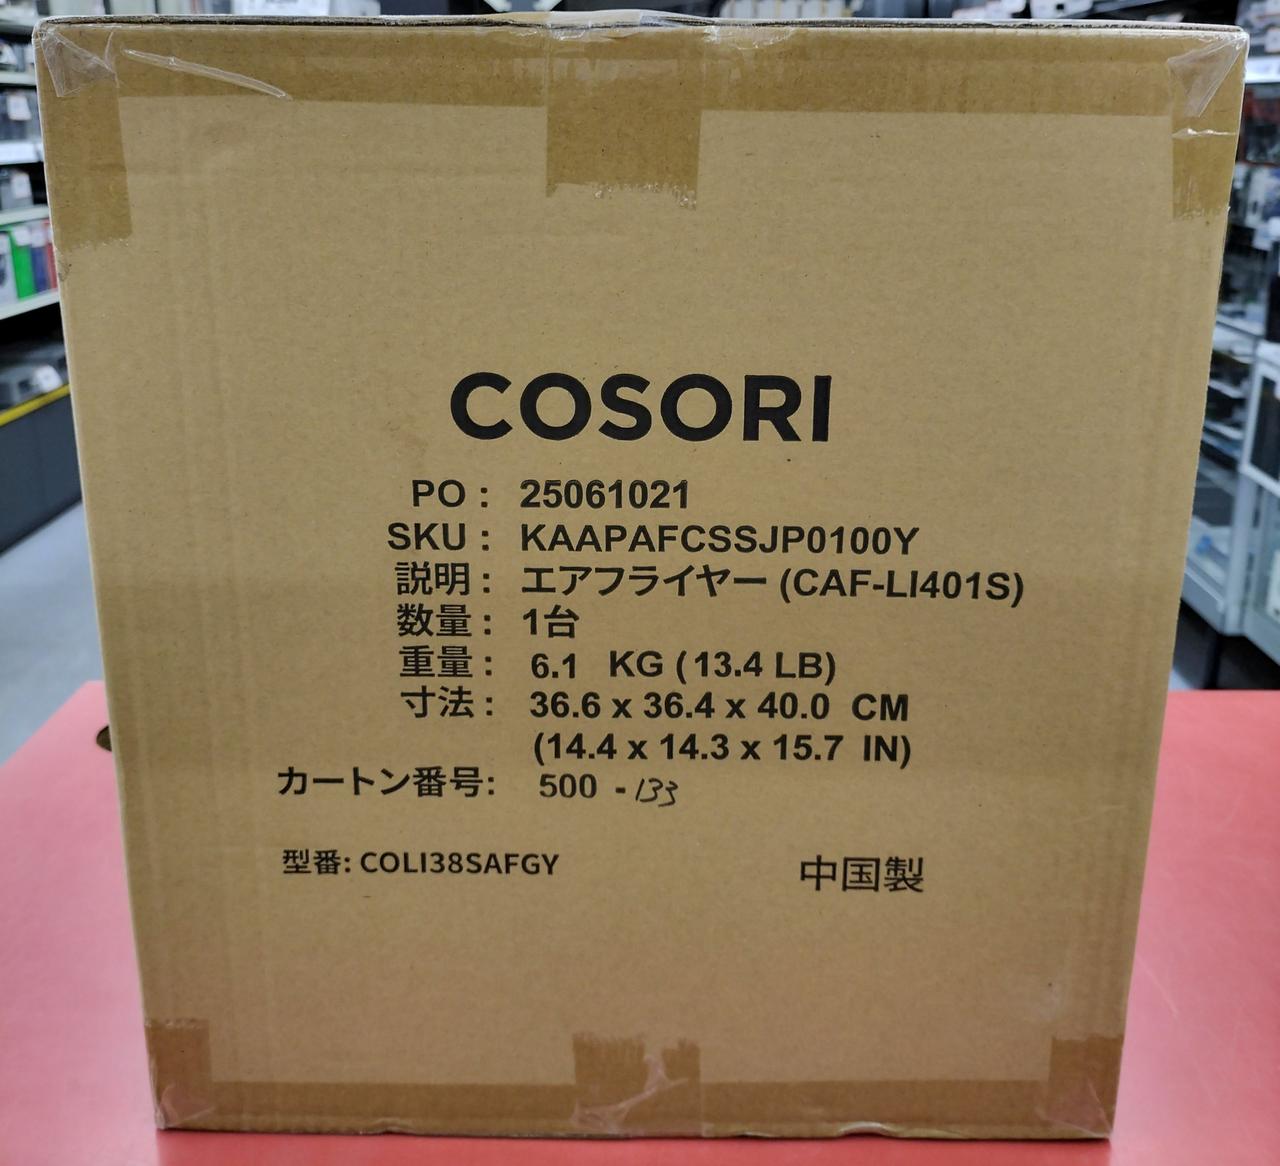 COSORI
PO : 25061021
SKU : KAAPAFCSSJP0100Y
説明 : エアフライヤー (CAF-LI401S)
数量 : 1台
重量 : 6.1 KG ( 13.4 LB)
寸法 : 36.6 x 36.4 x 40.0 CM
(14.4 x 14.3 x 15.7 IN)
カートン番号: 500 - 133
型番: COLI38SAFGY
中国製